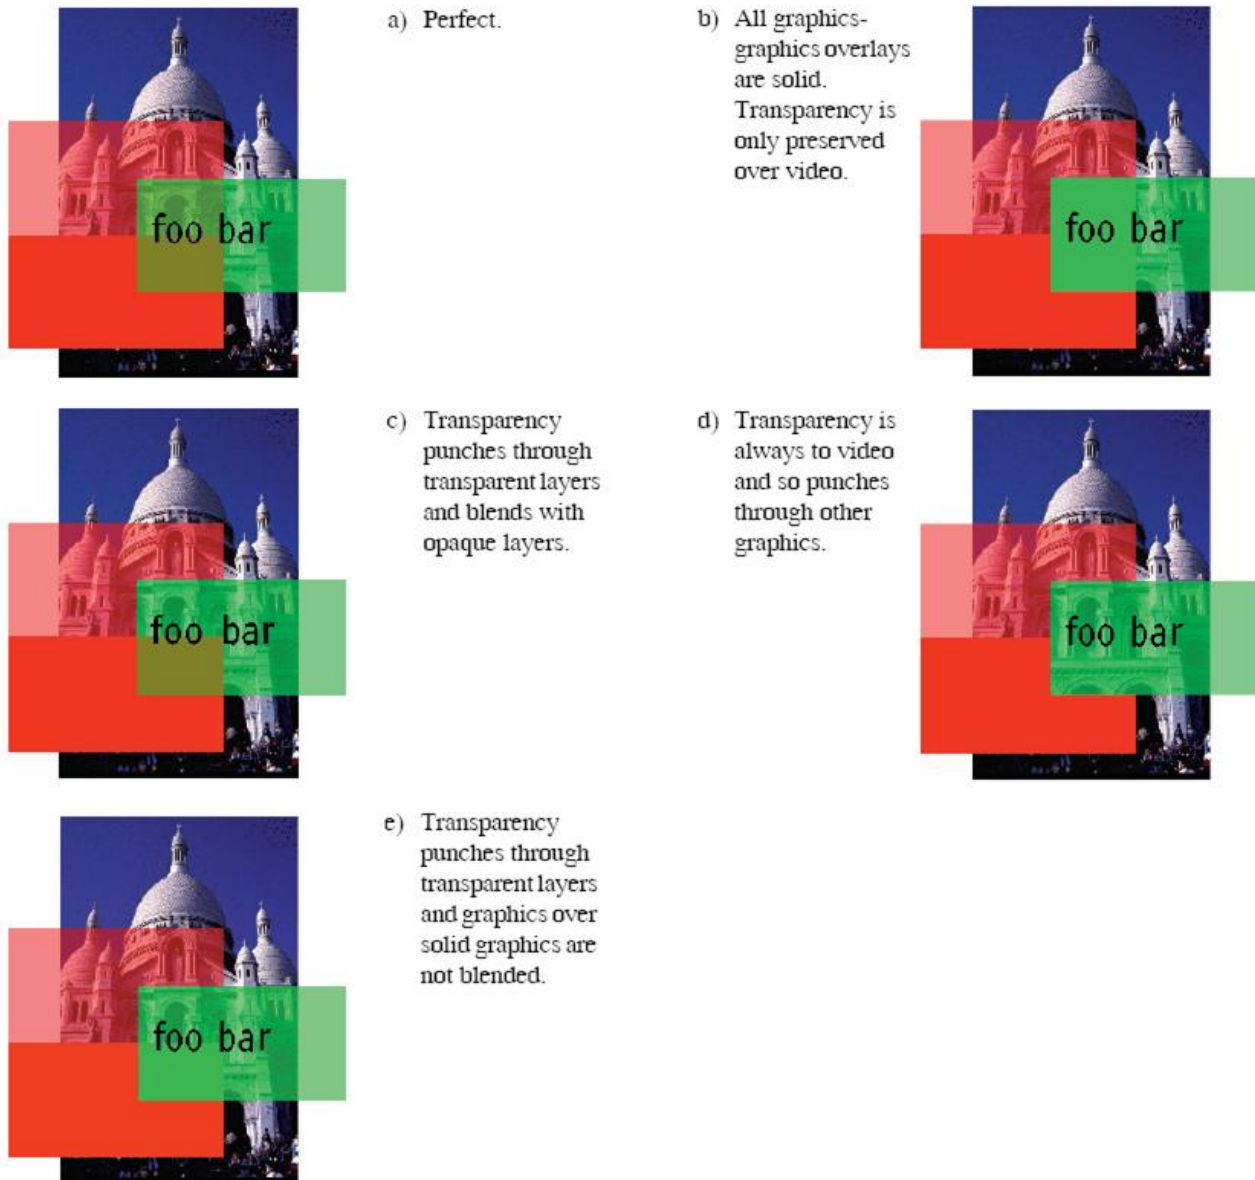 a) Perfect.
b) All graphics-
graphics overlays
are solid.
Transparency is
only preserved
over video.
foo bar
foo bar
c) Transparency
punches through
transparent layers
and blends with
opaque layers.
d) Transparency is
always to video
and so punches
through other
graphics.
foo bar
foo bar
e) Transparency
punches through
transparent layers
and graphics over
solid graphics are
not blended.
foo bar